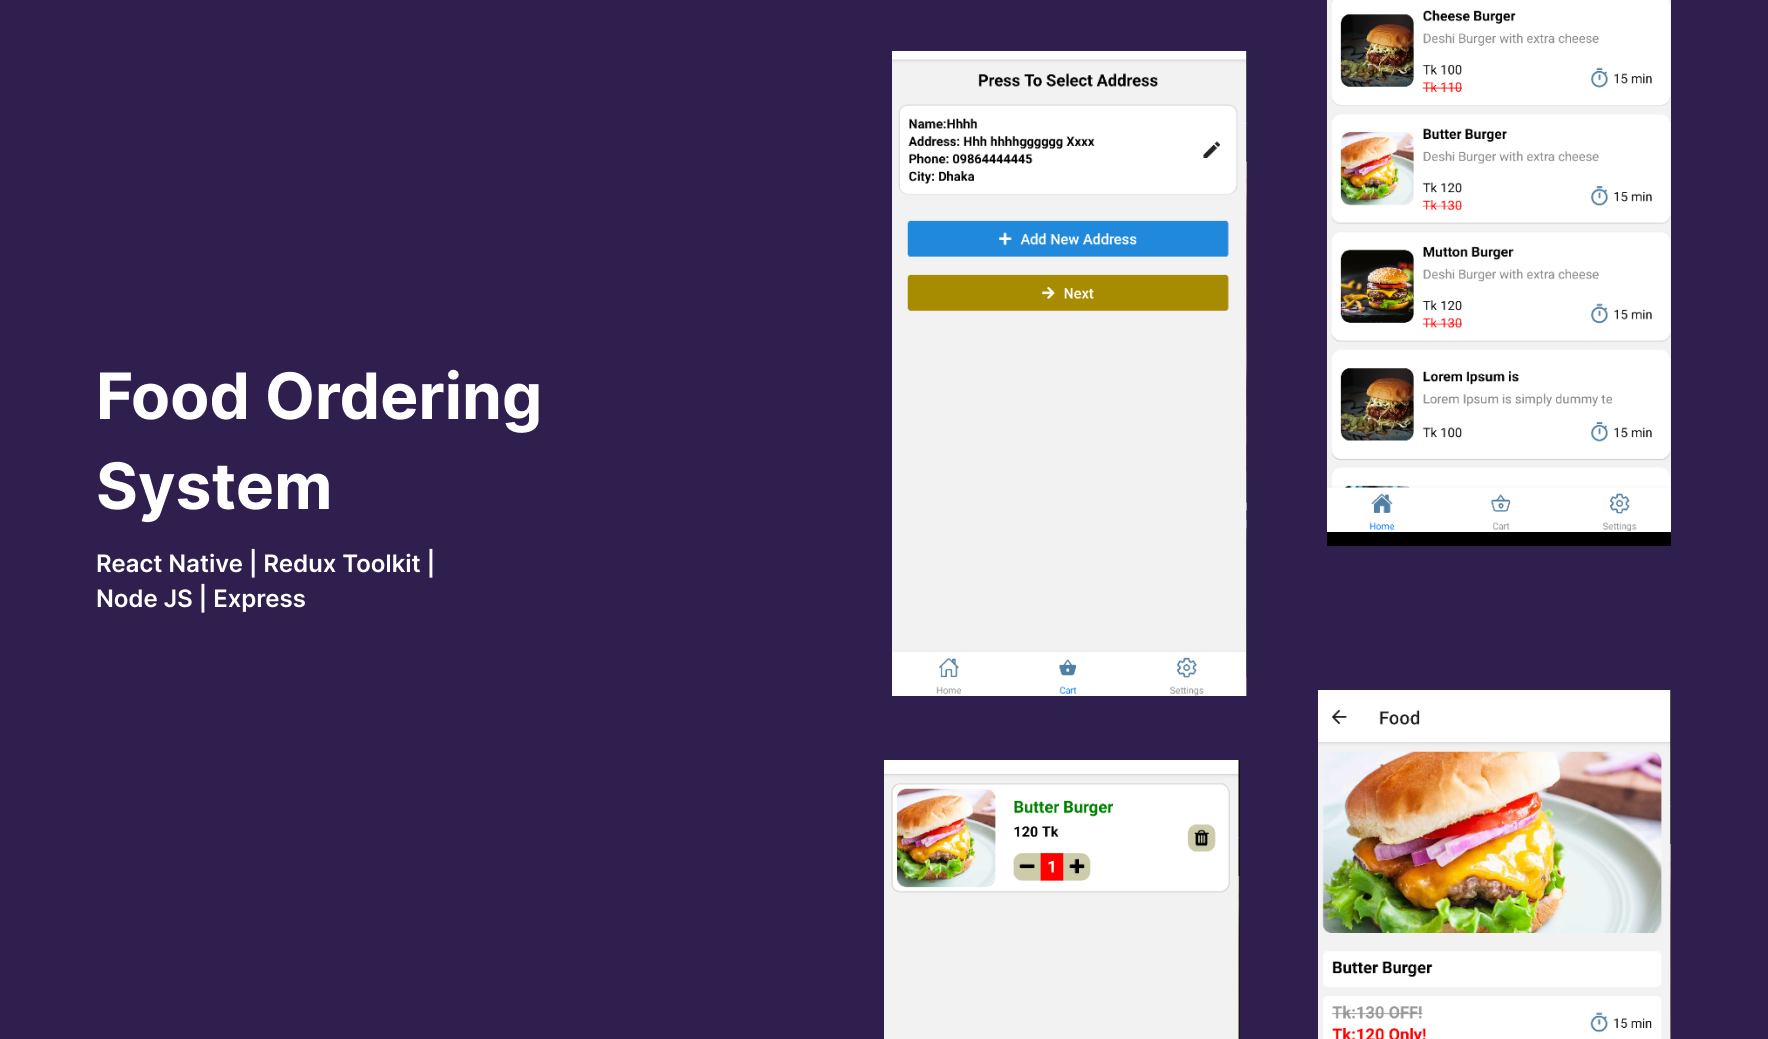 Food Ordering
System
React Native | Redux Toolkit |
Node JS | Express
Press To Select Address
Name:Hhhh
Address: Hhh hhhhgggggg Xxxx
Phone: 09864444445
City: Dhaka
+ Add New Address
→ Next
Home
Cart
Settings
Butter Burger
120 Tk
1
Cheese Burger
Deshi Burger with extra cheese
Tk 100
Tk 110
15 min
Butter Burger
Deshi Burger with extra cheese
Tk 120
Tk 130
15 min
Mutton Burger
Deshi Burger with extra cheese
Tk 120
Tk 130
15 min
Lorem Ipsum is
Lorem Ipsum is simply dummy te
Tk 100
15 min
Home
Cart
Settings
Food
Butter Burger
Tk:130 OFF!
Tk:120 Only!
15 min